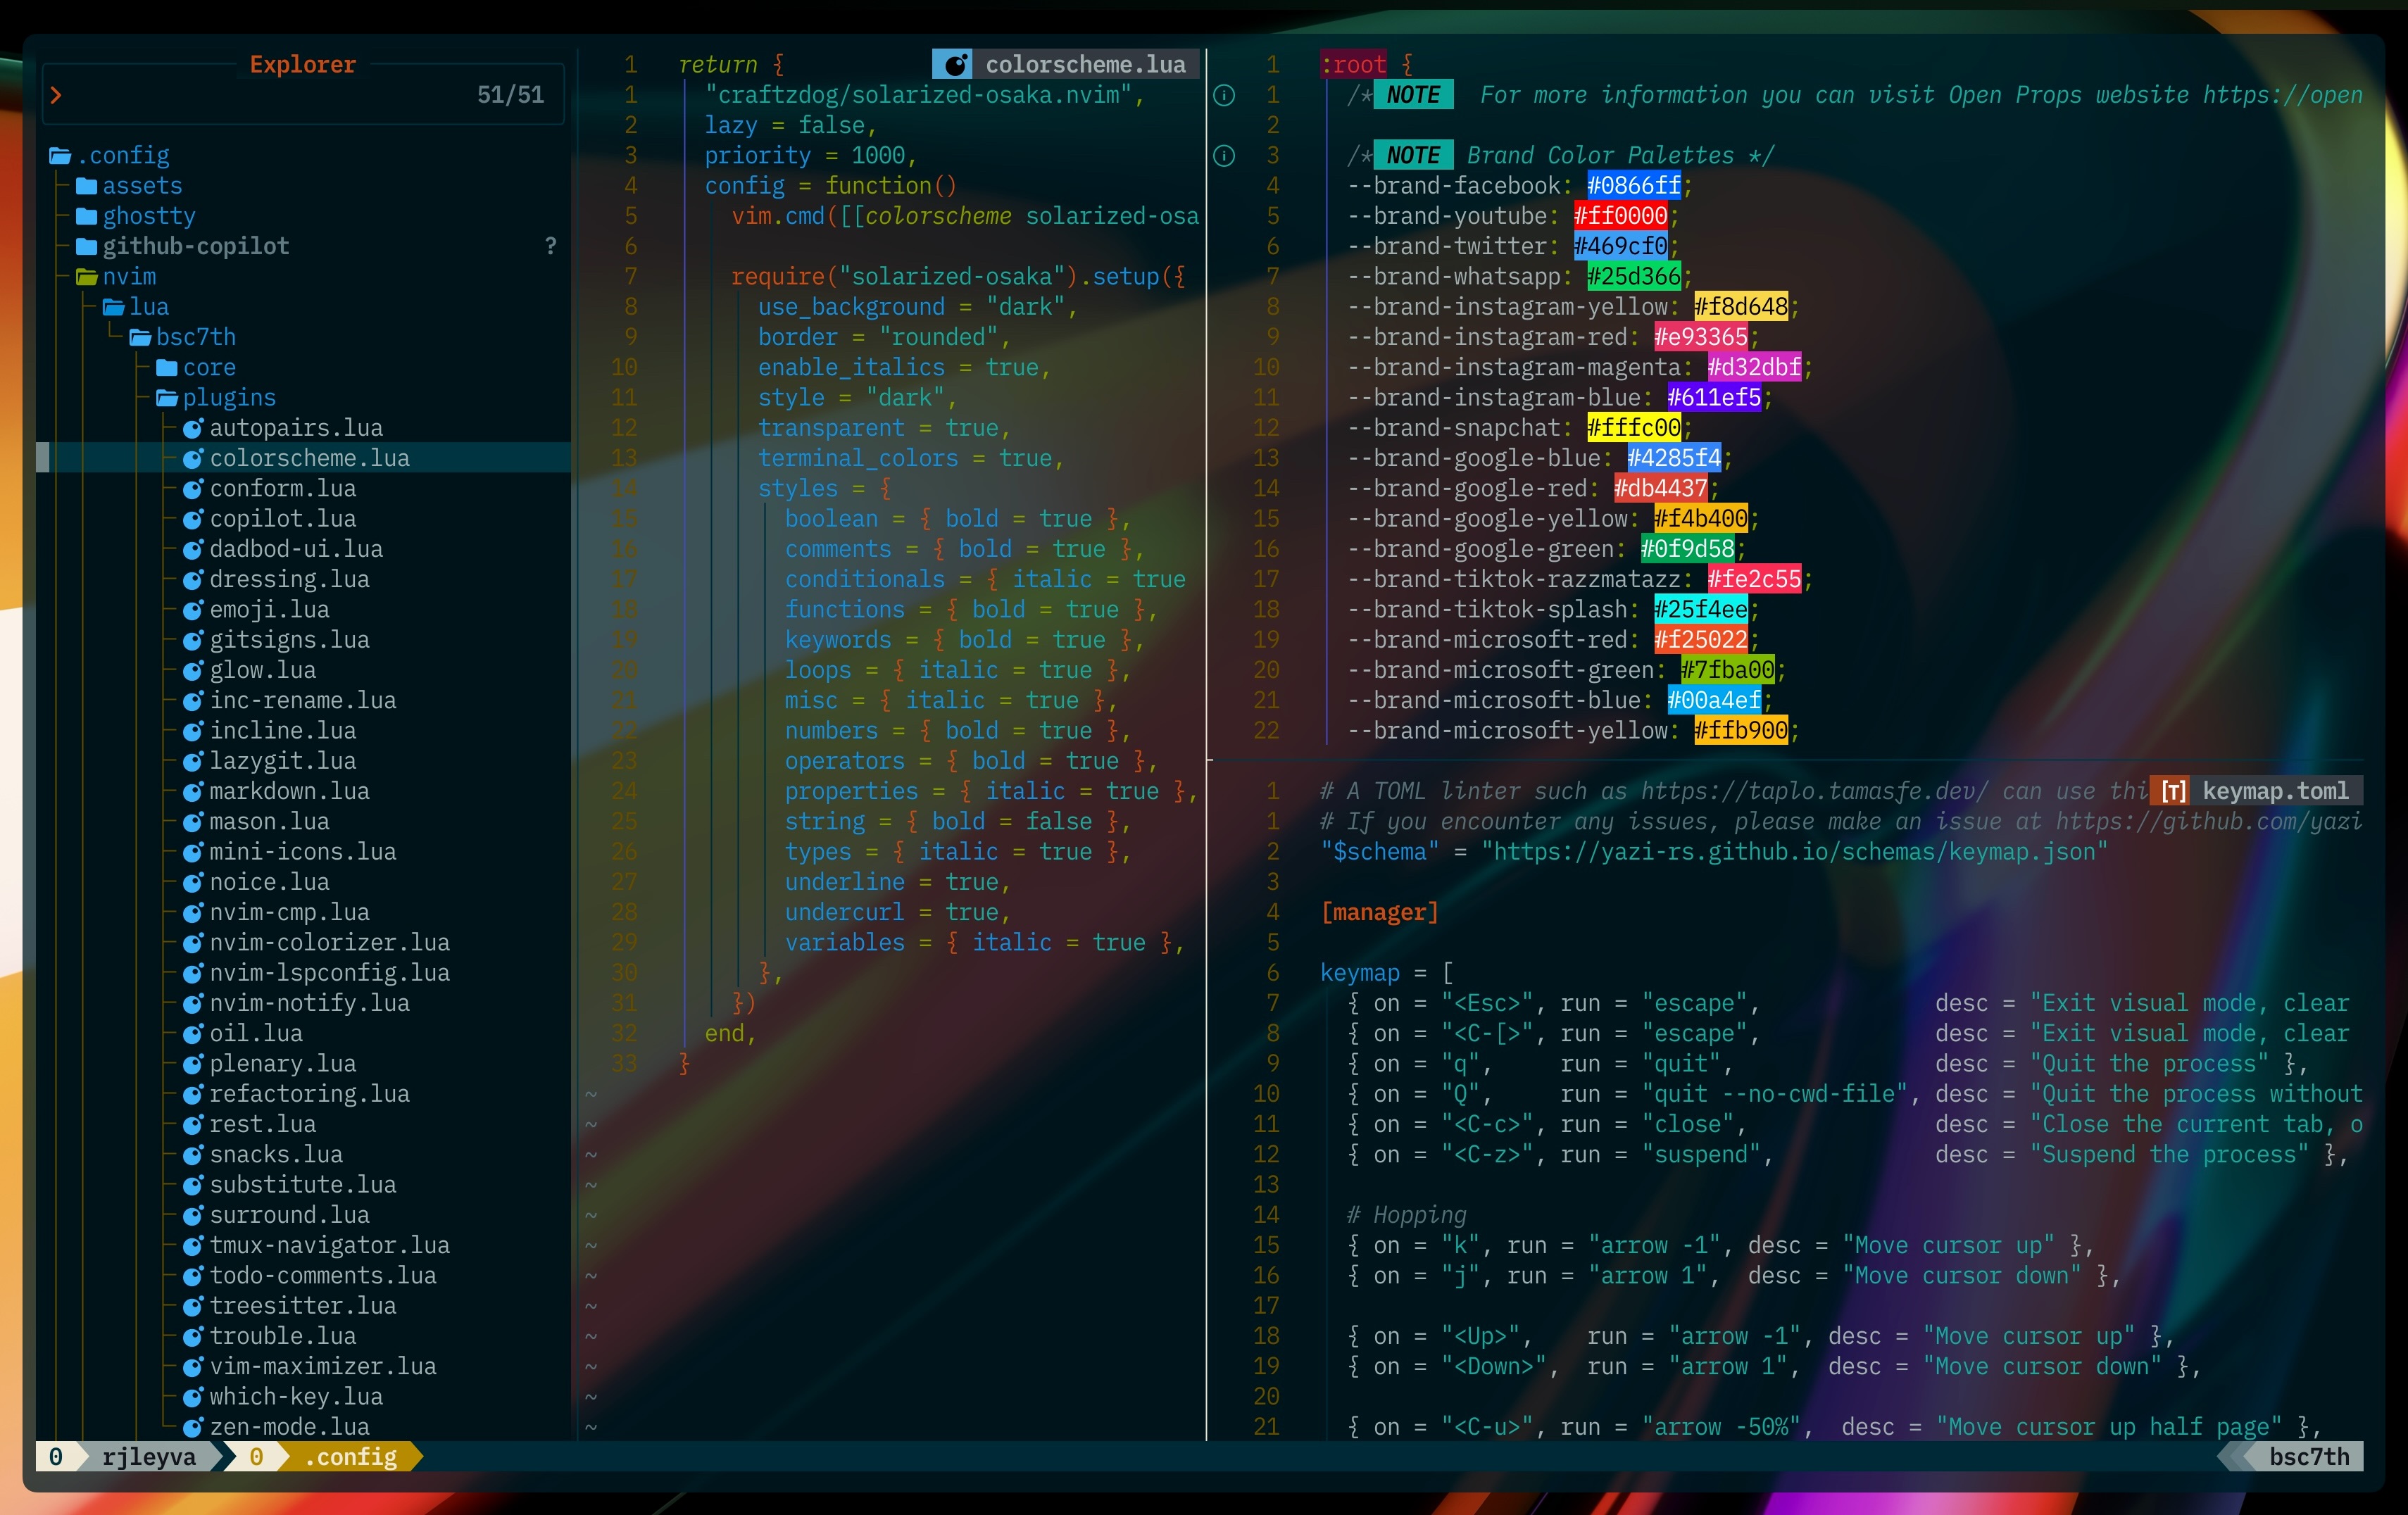 Explorer
51/51
.config
assets
ghostty
github-copilot ?
nvim
lua
bsc7th
core
plugins
autopairs.lua
colorscheme.lua
conform.lua
copilot.lua
dadbod-ui.lua
dressing.lua
emoji.lua
gitsigns.lua
glow.lua
inc-rename.lua
incline.lua
lazygit.lua
markdown.lua
mason.lua
mini-icons.lua
noice.lua
nvim-cmp.lua
nvim-colorizer.lua
nvim-lspconfig.lua
nvim-notify.lua
oil.lua
plenary.lua
refactoring.lua
rest.lua
snacks.lua
substitute.lua
surround.lua
tmux-navigator.lua
todo-comments.lua
treesitter.lua
trouble.lua
vim-maximizer.lua
which-key.lua
zen-mode.lua
1 return { colorscheme.lua
1 "craftzdog/solarized-osaka.nvim",
2 lazy = false,
3 priority = 1000,
4 config = function()
5 vim.cmd([[colorscheme solarized-osa
6
7 require("solarized-osaka").setup({
8 use_background = "dark",
9 border = "rounded",
10 enable_italics = true,
11 style = "dark",
12 transparent = true,
13 terminal_colors = true,
14 styles = {
15 boolean = { bold = true },
16 comments = { bold = true },
17 conditionals = { italic = true
18 functions = { bold = true },
19 keywords = { bold = true },
20 loops = { italic = true },
21 misc = { italic = true },
22 numbers = { bold = true },
23 operators = { bold = true },
24 properties = { italic = true },
25 string = { bold = false },
26 types = { italic = true },
27 underline = true,
28 undercurl = true,
29 variables = { italic = true },
30 },
31 })
32 end,
33 }
~
~
~
~
~
~
~
~
~
~
~
~
1 :root {
1 /* NOTE For more information you can visit Open Props website https://open
2
3 /* NOTE Brand Color Palettes */
4 --brand-facebook: #0866ff;
5 --brand-youtube: #ff0000;
6 --brand-twitter: #469cf0;
7 --brand-whatsapp: #25d366;
8 --brand-instagram-yellow: #f8d648;
9 --brand-instagram-red: #e93365;
10 --brand-instagram-magenta: #d32dbf;
11 --brand-instagram-blue: #611ef5;
12 --brand-snapchat: #fffc00;
13 --brand-google-blue: #4285f4;
14 --brand-google-red: #db4437;
15 --brand-google-yellow: #f4b400;
16 --brand-google-green: #0f9d58;
17 --brand-tiktok-razzmatazz: #fe2c55;
18 --brand-tiktok-splash: #25f4ee;
19 --brand-microsoft-red: #f25022;
20 --brand-microsoft-green: #7fba00;
21 --brand-microsoft-blue: #00a4ef;
22 --brand-microsoft-yellow: #ffb900;
1 # A TOML linter such as https://taplo.tamasfe.dev/ can use thi [T] keymap.toml
1 # If you encounter any issues, please make an issue at https://github.com/yazi
2 "$schema" = "https://yazi-rs.github.io/schemas/keymap.json"
3
4 [manager]
5
6 keymap = [
7 { on = "<Esc>", run = "escape", desc = "Exit visual mode, clear
8 { on = "<C-[>", run = "escape", desc = "Exit visual mode, clear
9 { on = "q", run = "quit", desc = "Quit the process" },
10 { on = "Q", run = "quit --no-cwd-file", desc = "Quit the process without
11 { on = "<C-c>", run = "close", desc = "Close the current tab, o
12 { on = "<C-z>", run = "suspend", desc = "Suspend the process" },
13
14 # Hopping
15 { on = "k", run = "arrow -1", desc = "Move cursor up" },
16 { on = "j", run = "arrow 1", desc = "Move cursor down" },
17
18 { on = "<Up>", run = "arrow -1", desc = "Move cursor up" },
19 { on = "<Down>", run = "arrow 1", desc = "Move cursor down" },
20
21 { on = "<C-u>", run = "arrow -50%", desc = "Move cursor up half page" },
0 rjleyva 0 .config bsc7th